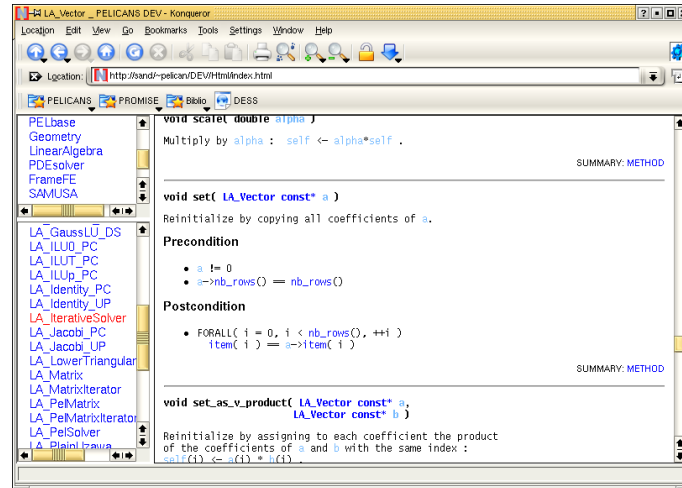 LA_Vector _ PELICANS DEV - Konqueror
Location Edit View Go Bookmarks Tools Settings Window Help
Location: http://sand/~pelican/DEV/Html/index.html
PELICANS PROMISE Biblio DESS
PELbase
Geometry
LinearAlgebra
PDEsolver
FrameFE
SAMUSA
LA_GaussLU_DS
LA_ILU0_PC
LA_ILUT_PC
LA_ILUp_PC
LA_Identity_PC
LA_Identity_UP
LA_IterativeSolver
LA_Jacobi_PC
LA_Jacobi_UP
LA_LowerTriangular
LA_Matrix
LA_MatrixIterator
LA_PelMatrix
LA_PelMatrixIterator
LA_PelSolver
LA_PlainUzawa
void scale( double alpha )
Multiply by alpha : self <- alpha*self .
SUMMARY: METHOD
void set( LA_Vector const* a )
Reinitialize by copying all coefficients of a.
Precondition
• a != 0
• a->nb_rows() == nb_rows()
Postcondition
• FORALL( i = 0, i < nb_rows(), ++i )
item( i ) == a->item( i )
SUMMARY: METHOD
void set_as_v_product( LA_Vector const* a,
LA_Vector const* b )
Reinitialize by assigning to each coefficient the product
of the coefficients of a and b with the same index :
self(i) <- a(i) * b(i) .